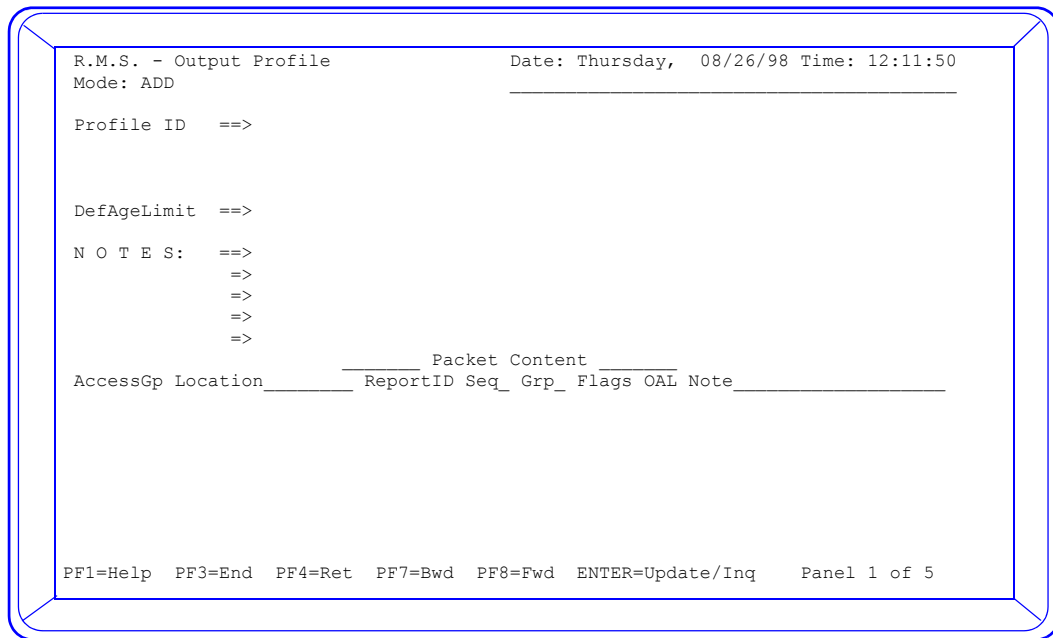 R.M.S. - Output Profile                Date: Thursday,  08/26/98 Time: 12:11:50
Mode: ADD                              ________________________________________
Profile ID   ==>
DefAgeLimit  ==>
N O T E S:   ==>
=>
=>
=>
=>
_______ Packet Content _______
AccessGp Location________ ReportID Seq_ Grp_ Flags OAL Note___________________
PF1=Help  PF3=End  PF4=Ret  PF7=Bwd  PF8=Fwd  ENTER=Update/Inq    Panel 1 of 5